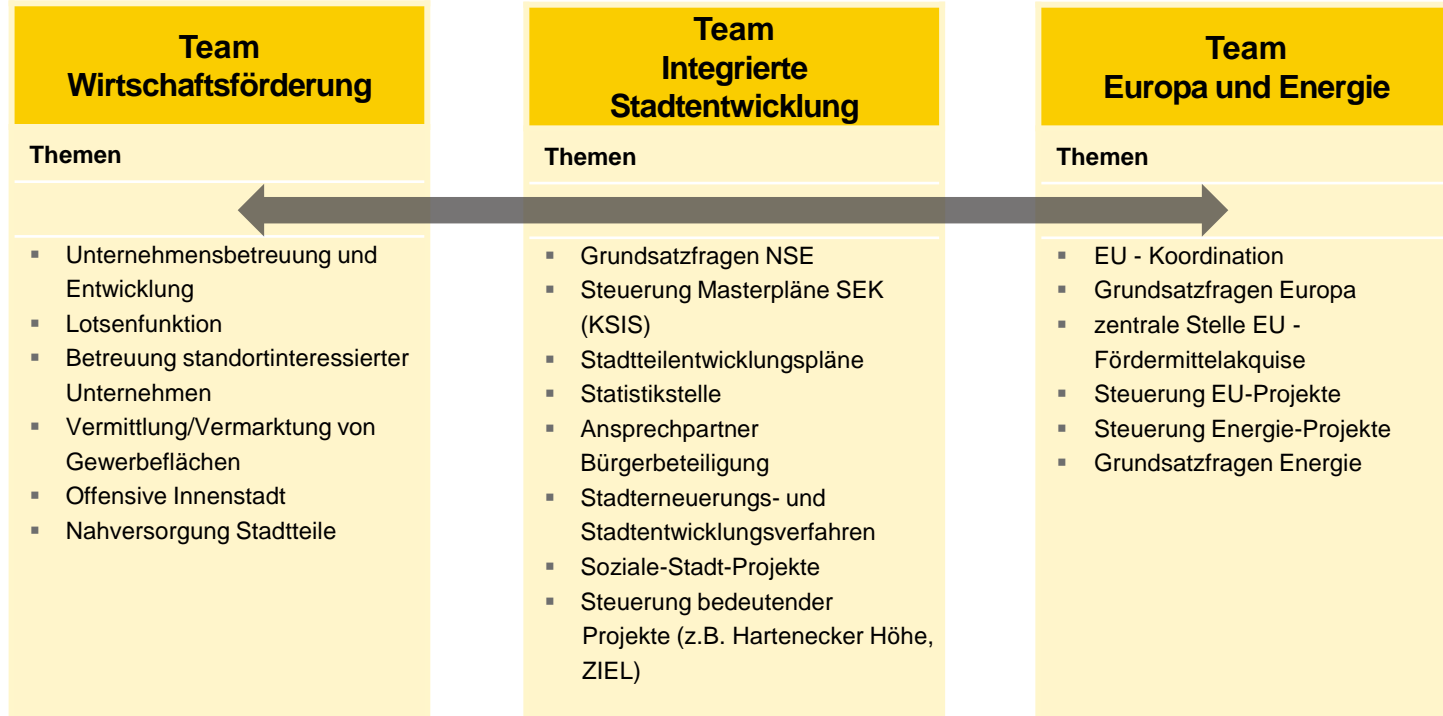 Team
Wirtschaftsförderung
Themen
Unternehmensbetreuung und
Entwicklung
Lotsenfunktion
Betreuung standortinteressierter
Unternehmen
Vermittlung/Vermarktung von
Gewerbeflächen
Offensive Innenstadt
Nahversorgung Stadtteile
Team
Integrierte
Stadtentwicklung
Themen
Grundsatzfragen NSE
Steuerung Masterpläne SEK
(KSIS)
Stadtteilentwicklungspläne
Statistikstelle
Ansprechpartner
Bürgerbeteiligung
Stadterneuerungs- und
Stadtentwicklungsverfahren
Soziale-Stadt-Projekte
Steuerung bedeutender
Projekte (z.B. Hartenecker Höhe,
ZIEL)
Team
Europa und Energie
Themen
EU - Koordination
Grundsatzfragen Europa
zentrale Stelle EU -
Fördermittelakquise
Steuerung EU-Projekte
Steuerung Energie-Projekte
Grundsatzfragen Energie